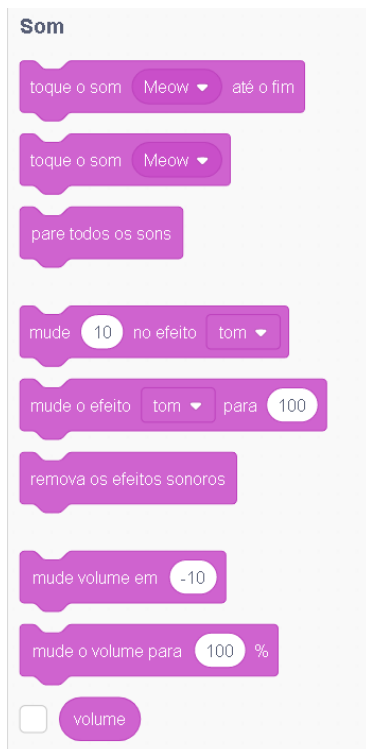 Som
toque o som Meow até o fim
toque o som Meow
pare todos os sons
mude 10 no efeito tom
mude o efeito tom para 100
remova os efeitos sonoros
mude volume em -10
mude o volume para 100 %
volume